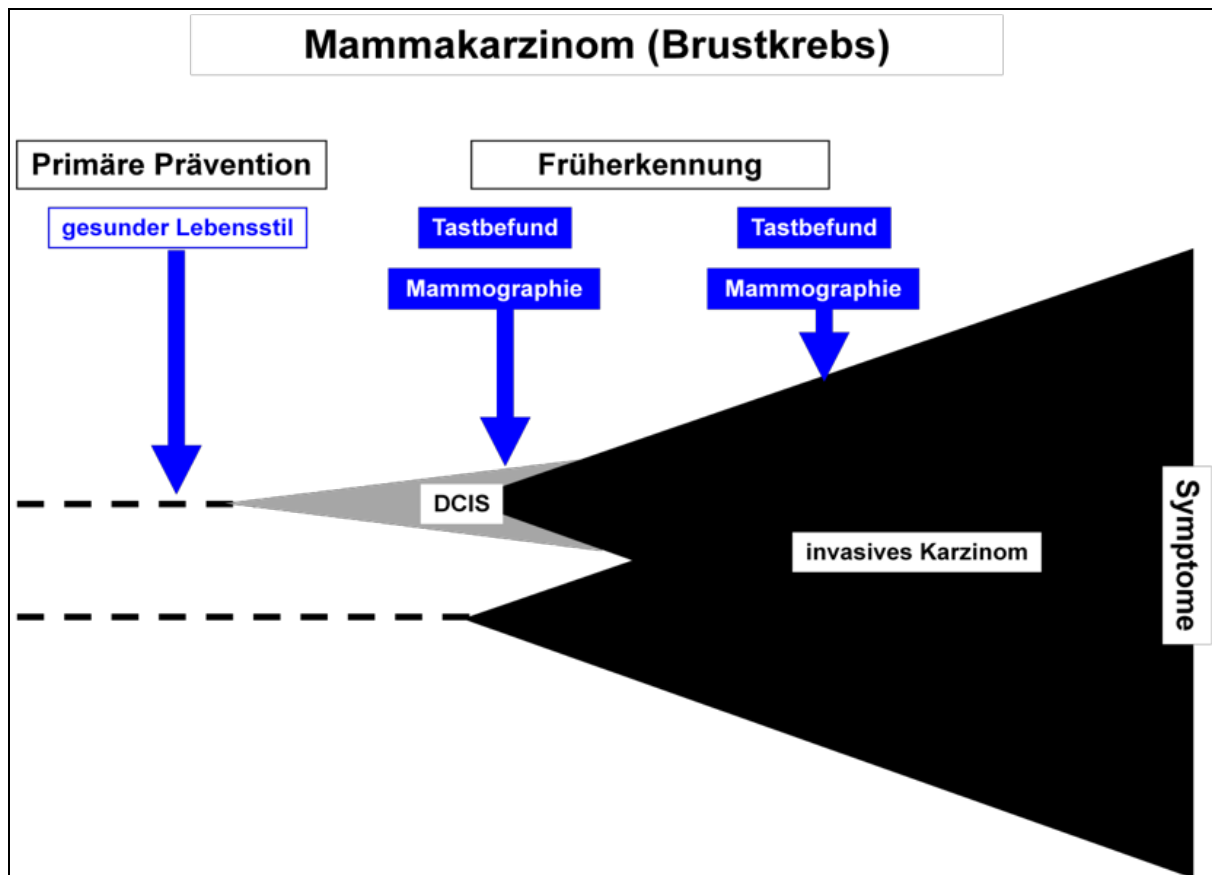 Mammakarzinom (Brustkrebs)
Primäre Prävention
Früherkennung
gesunder Lebensstil
Tastbefund
Tastbefund
Mammographie
Mammographie
DCIS
invasives Karzinom
Symptome